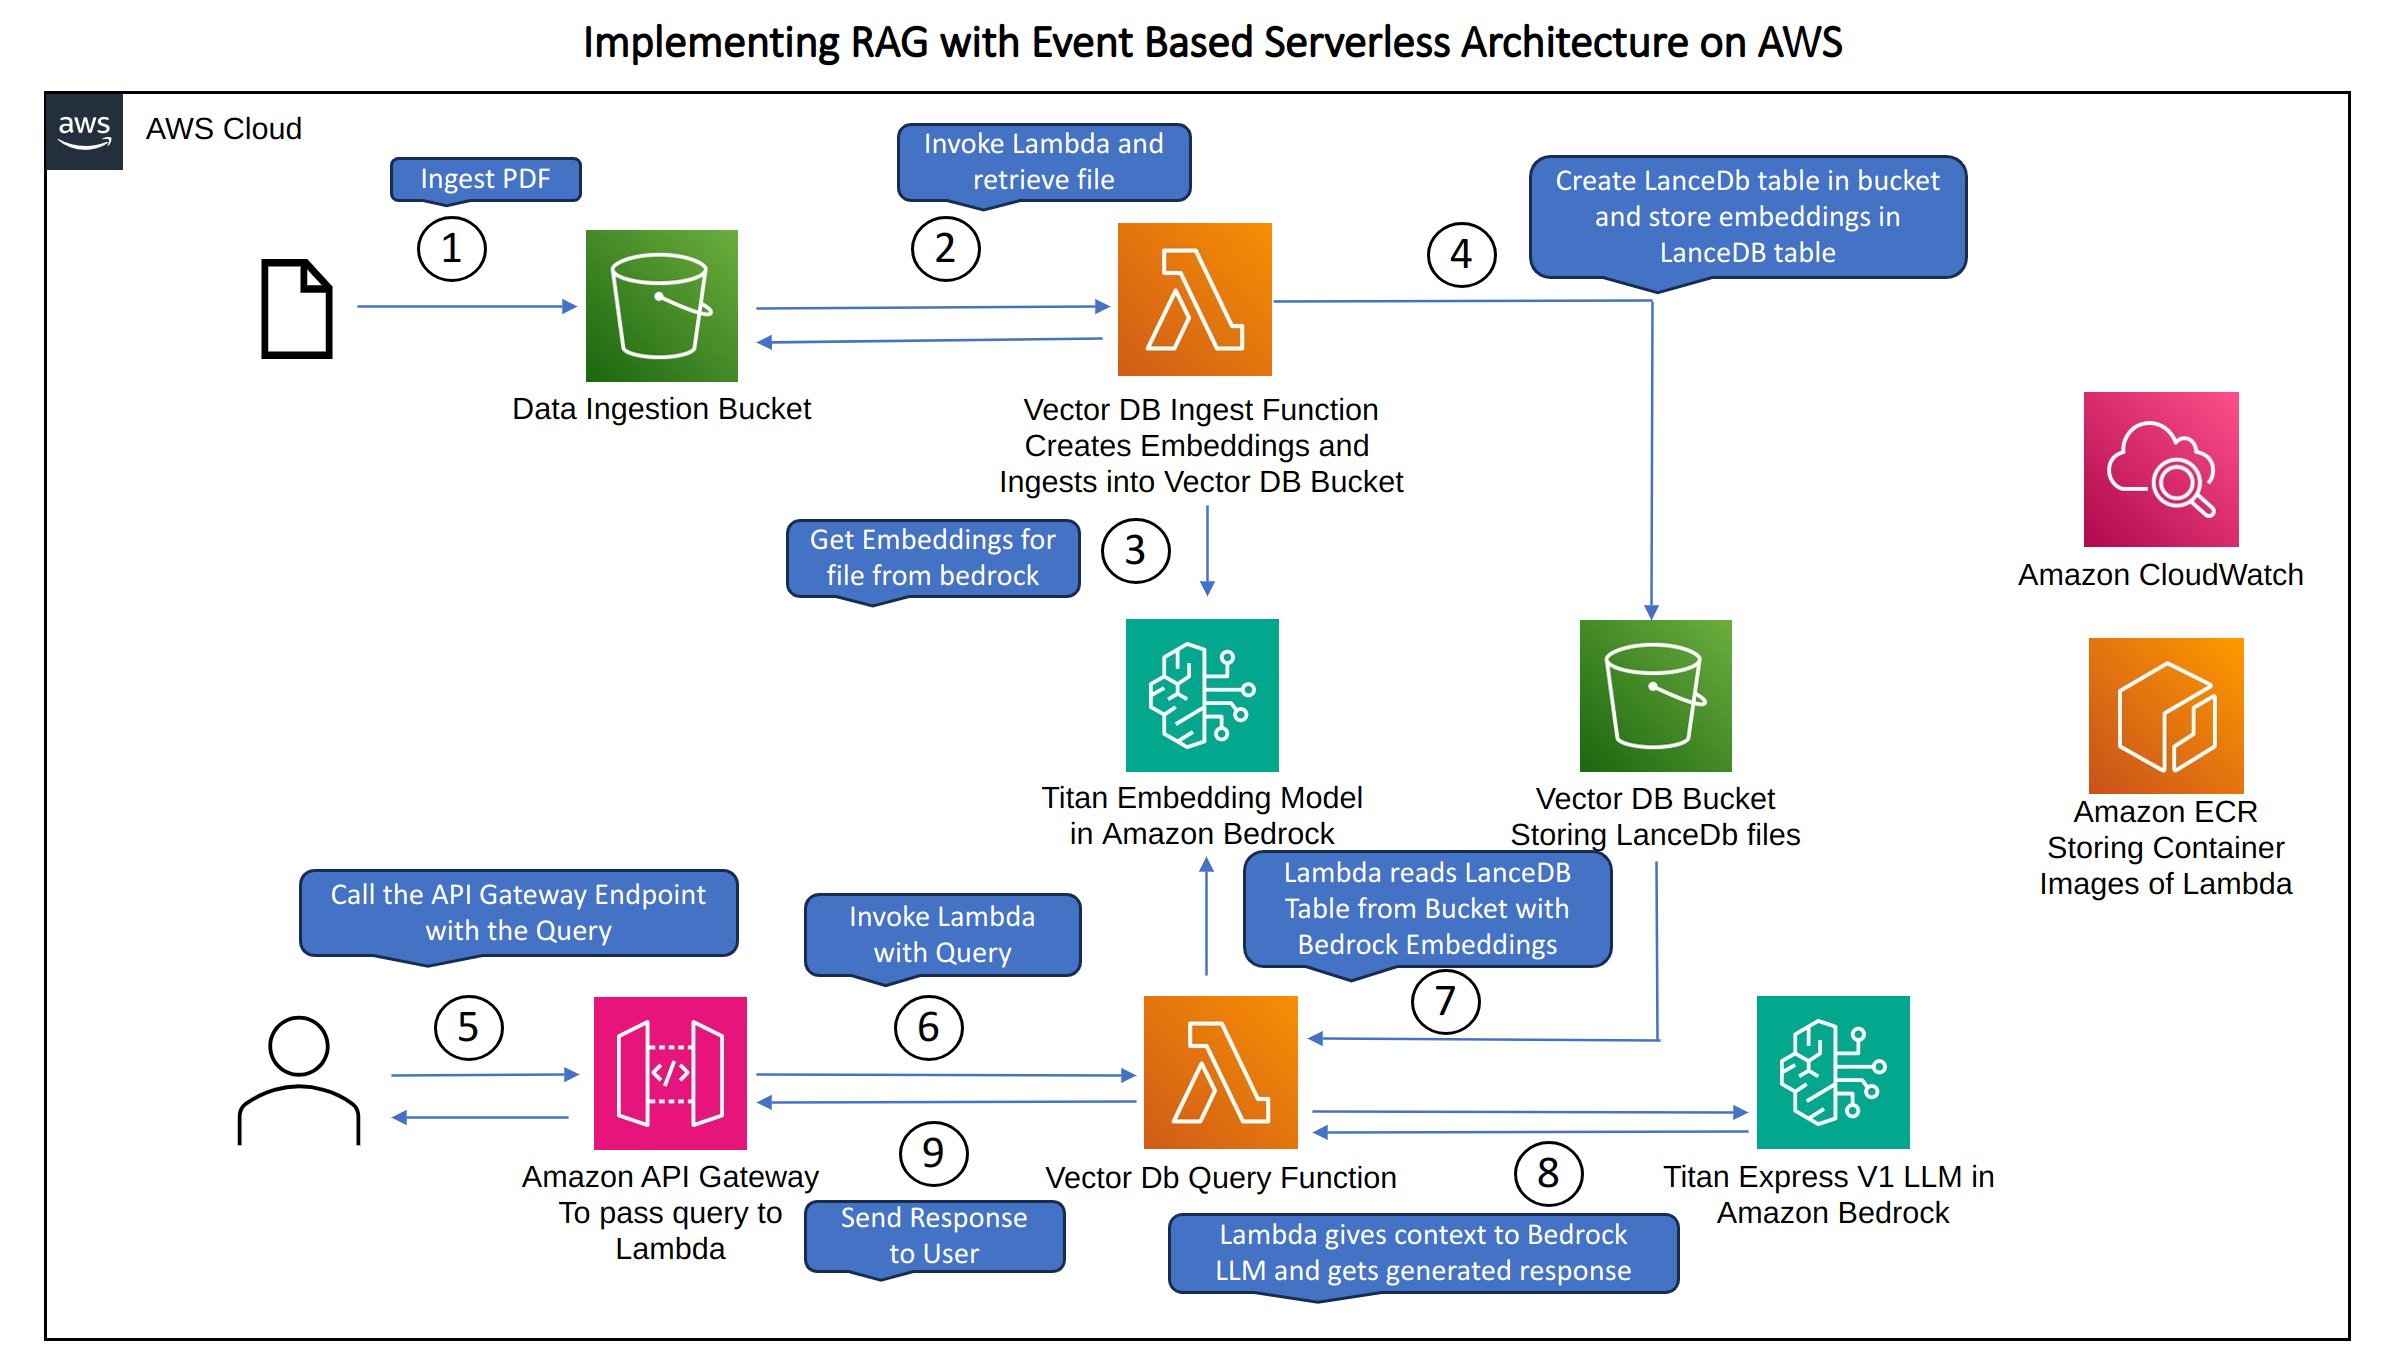 Implementing RAG with Event Based Serverless Architecture on AWS
aws
AWS Cloud
Ingest PDF
1
Data Ingestion Bucket
Invoke Lambda and
retrieve file
2
Vector DB Ingest Function
Creates Embeddings and
Ingests into Vector DB Bucket
Get Embeddings for
file from bedrock
3
Titan Embedding Model
in Amazon Bedrock
4
Create LanceDb table in bucket
and store embeddings in
LanceDB table
Vector DB Bucket
Storing LanceDb files
Amazon CloudWatch
Amazon ECR
Storing Container
Images of Lambda
Call the API Gateway Endpoint
with the Query
5
</>
Amazon API Gateway
To pass query to
Lambda
Invoke Lambda
with Query
6
Vector Db Query Function
Lambda reads LanceDB
Table from Bucket with
Bedrock Embeddings
7
8
Lambda gives context to Bedrock
LLM and gets generated response
Titan Express V1 LLM in
Amazon Bedrock
9
Send Response
to User